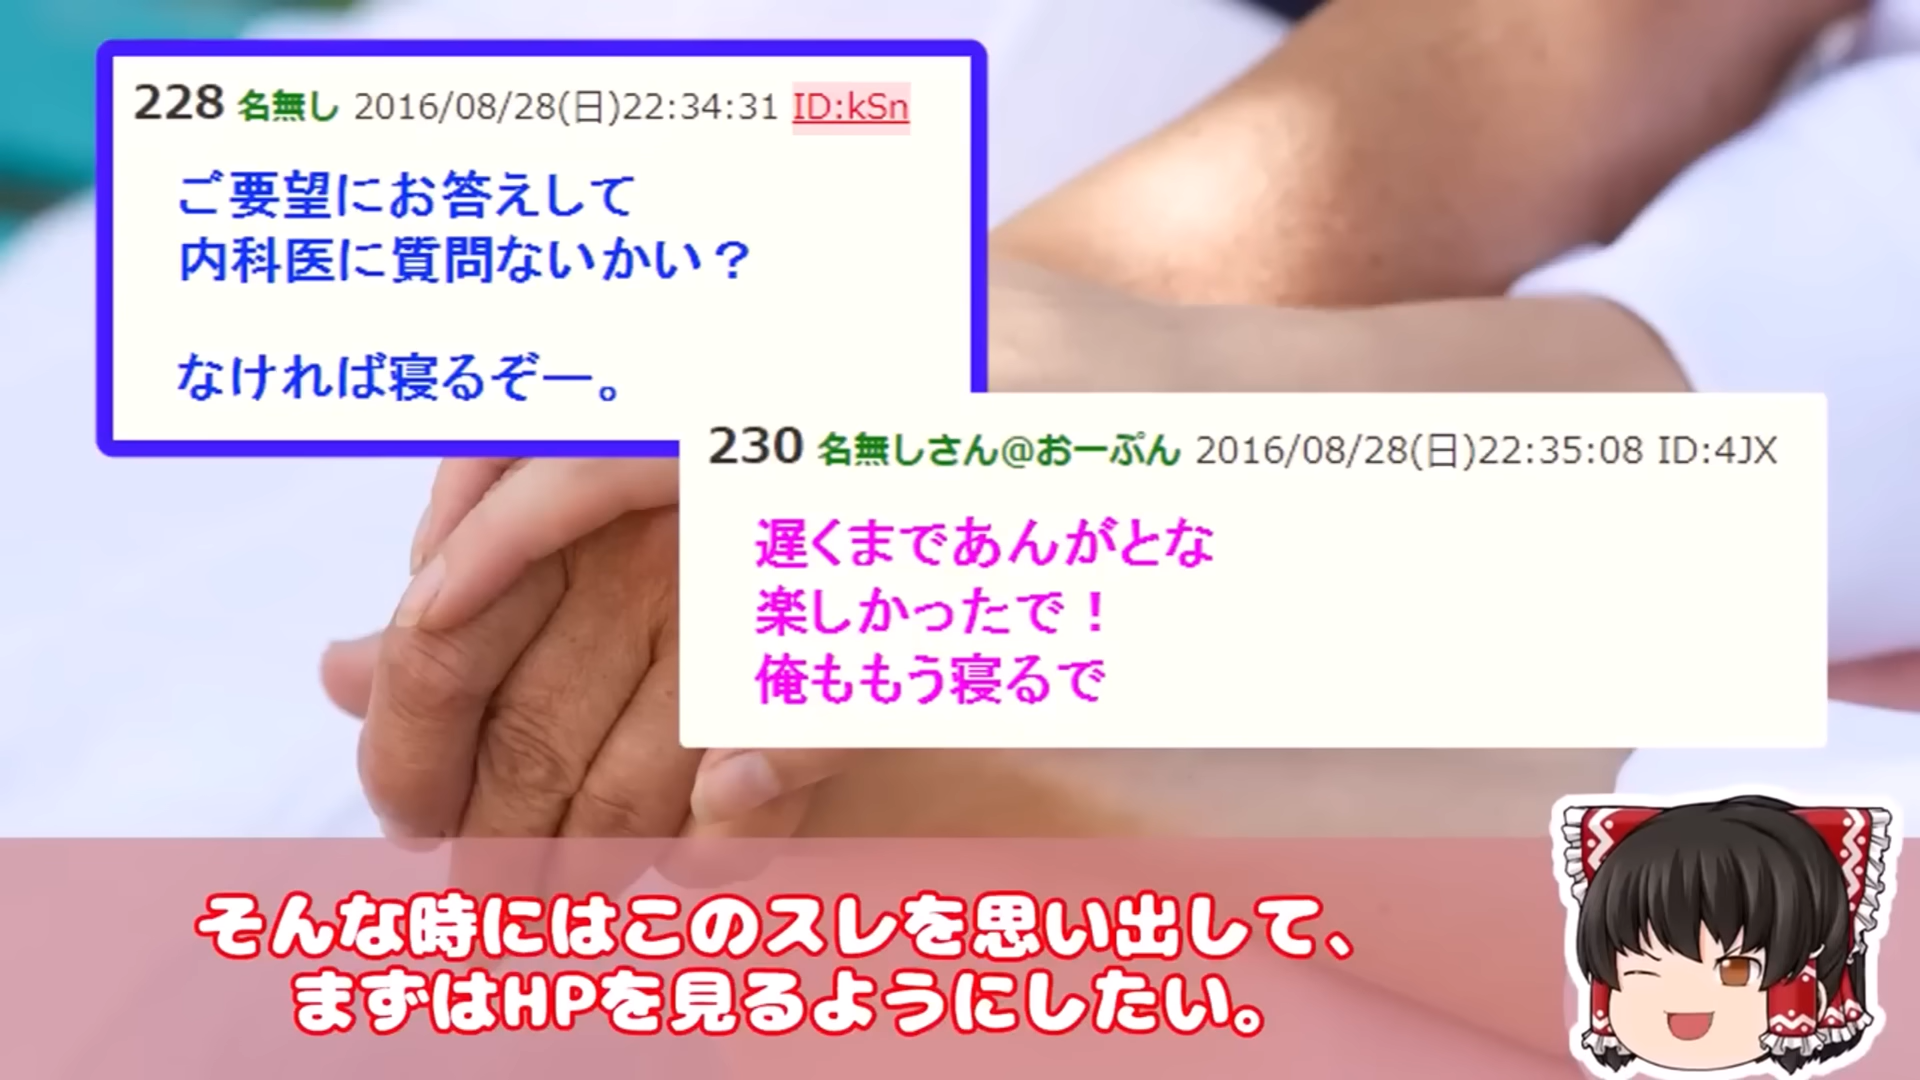 228 名無し 2016/08/28(日)22:34:31 ID:kSn
ご要望にお答えして
内科医に質問ないかい？
なければ寝るぞー。
230 名無しさん@おーぷん 2016/08/28(日)22:35:08 ID:4JX
遅くまであんがとな
楽しかったで！
俺ももう寝るで
そんな時にはこのスレを思い出して、
まずはHPを見るようにしたい。